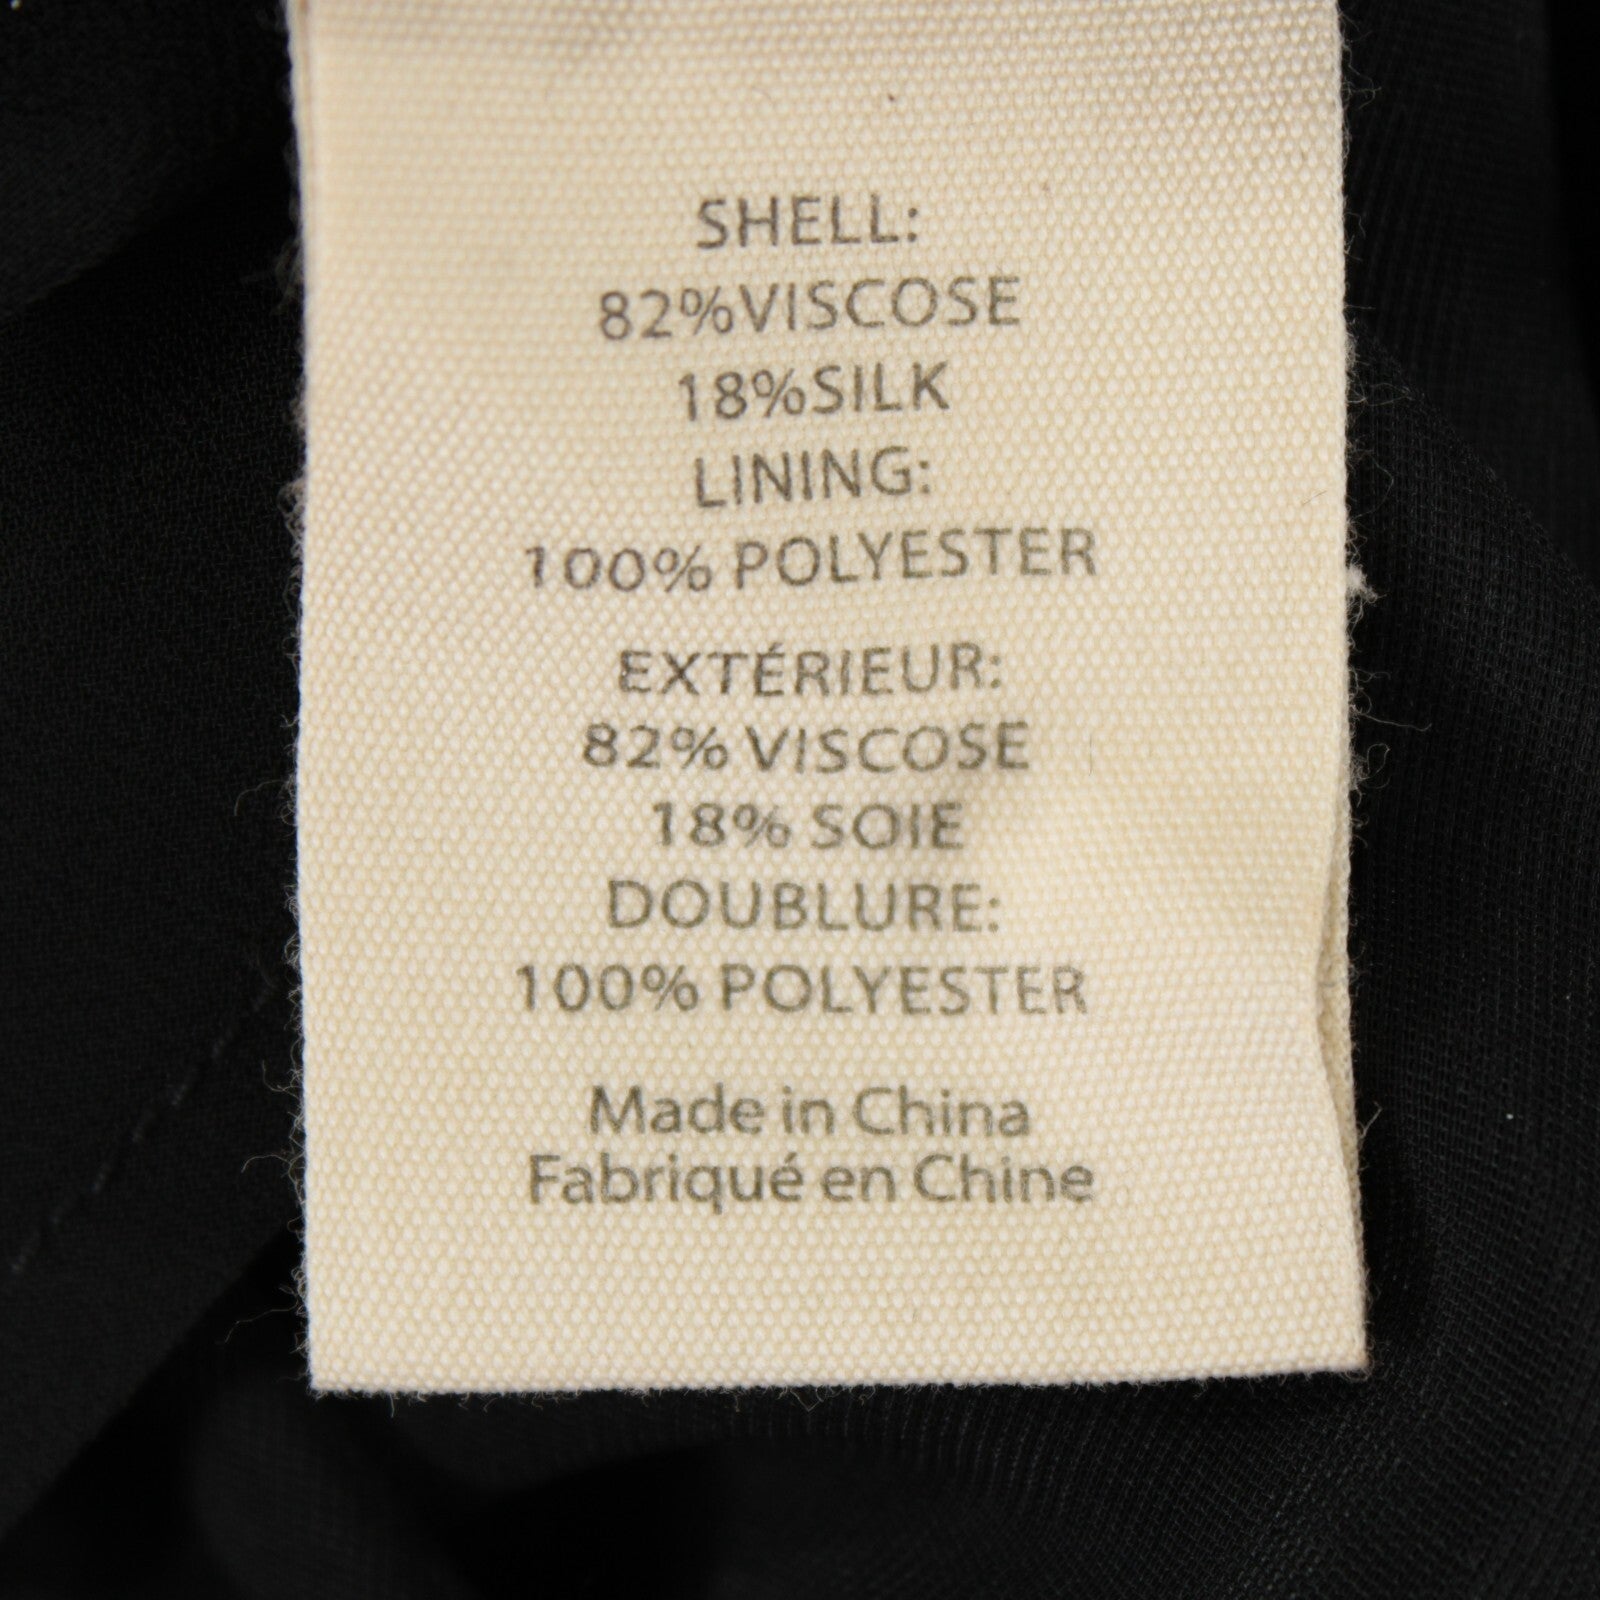 SHELL:
82%VISCOSE
18%SILK
LINING:
100% POLYESTER
EXTÉRIEUR:
82% VISCOSE
18% SOIE
DOUBLURE:
100% POLYESTER
Made in China
Fabriqué en Chine